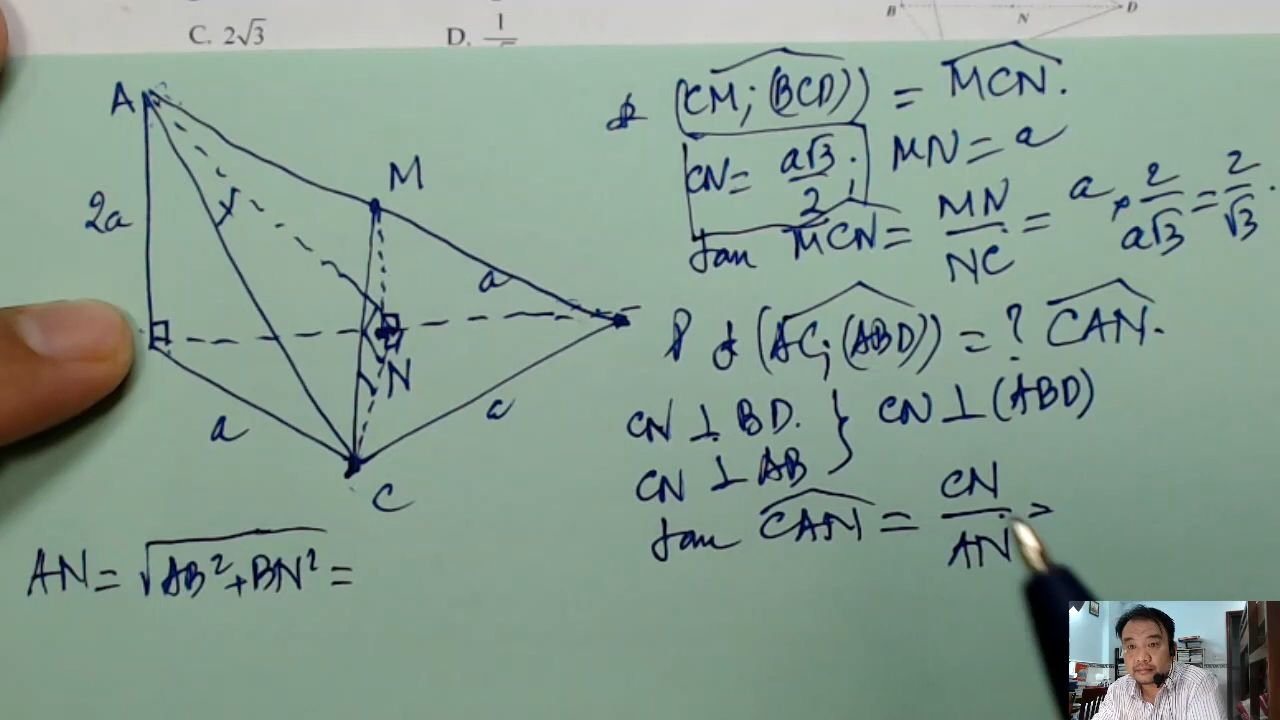 C. 2√3
D. 1/√
B
N
D
A
2a
M
a
N
a
a
C
AN = √(AB² + BN²) =
(CM; (BCD)) = MCN.
CN = a√3/2; MN = a
tan MCN = MN/NC = a · 2/a√3 = 2/√3.
(AC; (ABD)) = ? CAN.
CN ⊥ BD.
CN ⊥ AB
} CN ⊥ (ABD)
tan CAN = CN/AN =